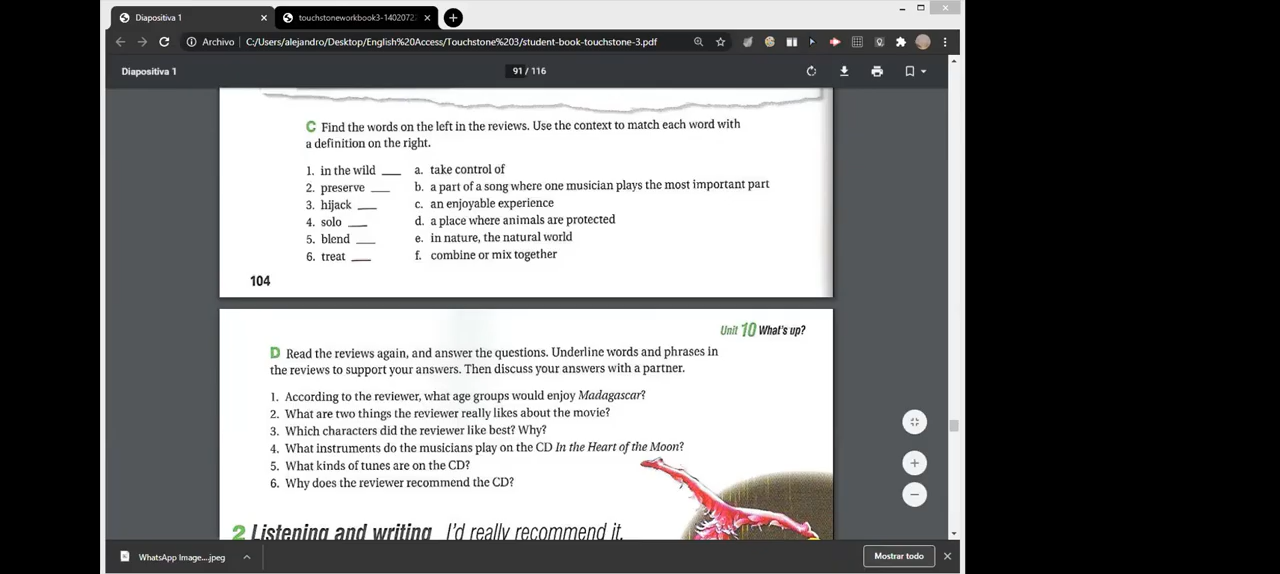 Diapositiva 1
touchstoneworkbook3-1402072
Archivo
C:/Users/alejandro/Desktop/English%20Access/Touchstone%203/student-book-touchstone-3.pdf
Diapositiva 1
91 / 116
C Find the words on the left in the reviews. Use the context to match each word with
a definition on the right.
1. in the wild ___ a. take control of
2. preserve ___ b. a part of a song where one musician plays the most important part
3. hijack ___ c. an enjoyable experience
4. solo ___ d. a place where animals are protected
5. blend ___ e. in nature, the natural world
6. treat ___ f. combine or mix together
104
Unit 10 What's up?
D Read the reviews again, and answer the questions. Underline words and phrases in
the reviews to support your answers. Then discuss your answers with a partner.
1. According to the reviewer, what age groups would enjoy Madagascar?
2. What are two things the reviewer really likes about the movie?
3. Which characters did the reviewer like best? Why?
4. What instruments do the musicians play on the CD In the Heart of the Moon?
5. What kinds of tunes are on the CD?
6. Why does the reviewer recommend the CD?
2 Listening and writing I'd really recommend it.
WhatsApp Image....jpeg
Mostrar todo